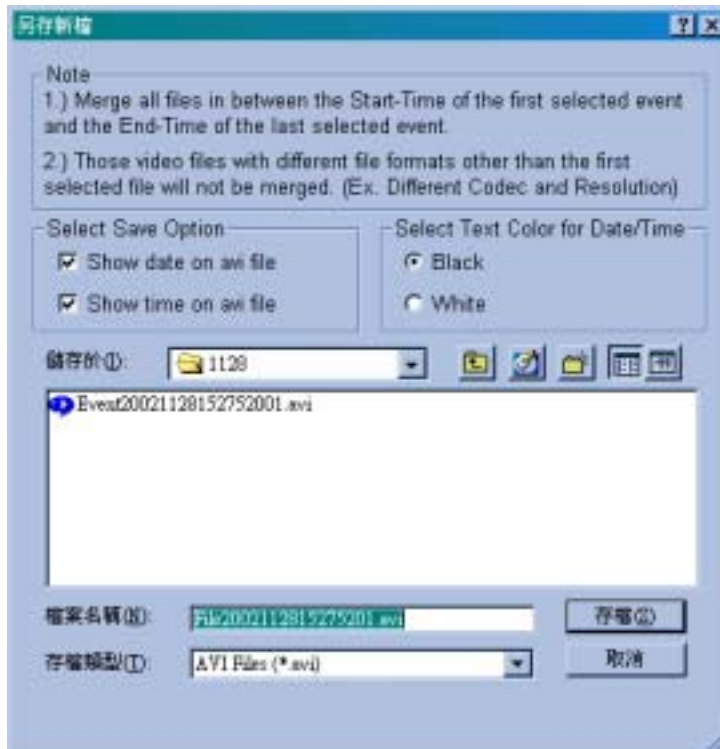 另存新檔
Note
1.) Merge all files in between the Start-Time of the first selected event
and the End-Time of the last selected event.
2.) Those video files with different file formats other than the first
selected file will not be merged. (Ex. Different Codec and Resolution)
Select Save Option
Show date on avi file
Show time on avi file
Select Text Color for Date/Time
Black
White
儲存於(I):
1128
Event20021128152752001.avi
檔案名稱(N):
File2002112815275201.avi
存檔(S)
存檔類型(T):
AVI Files (*.avi)
取消